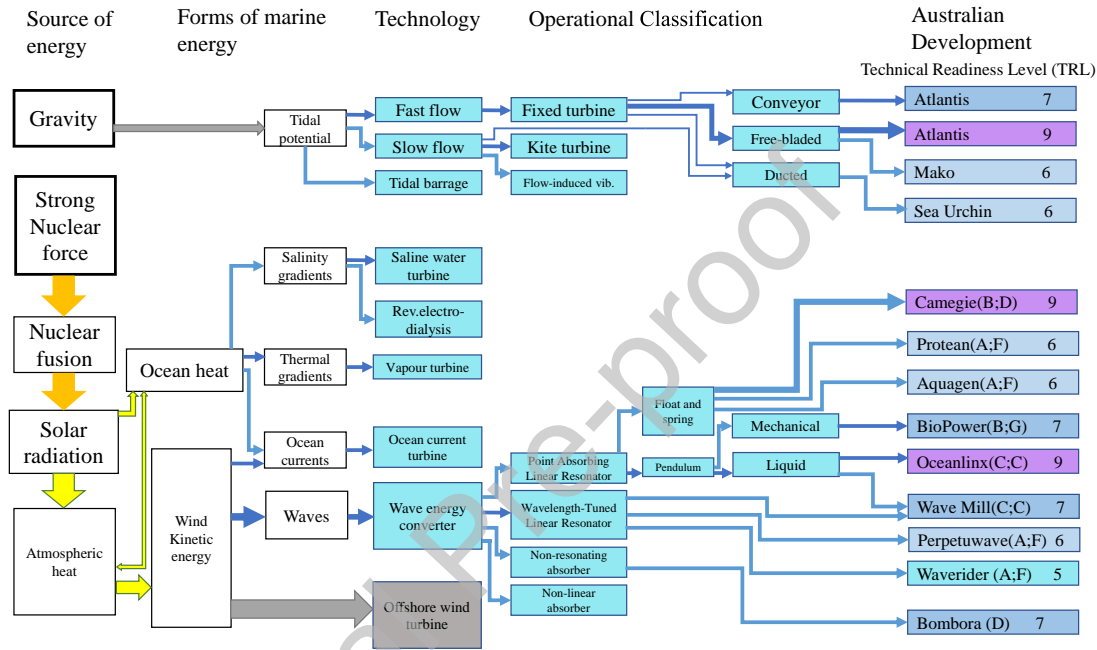 Source of
energy
Forms of marine
energy
Technology
Operational Classification
Australian
Development
Technical Readiness Level (TRL)
Gravity
Tidal
potential
Fast flow
Fixed turbine
Conveyor
Atlantis 7
Slow flow
Kite turbine
Free-bladed
Atlantis 9
Tidal barrage
Flow-induced vib.
Ducted
Mako 6
Sea Urchin 6
Strong
Nuclear
force
Nuclear
fusion
Solar
radiation
Atmospheric
heat
Ocean heat
Wind
Kinetic
energy
Salinity
gradients
Thermal
gradients
Ocean
currents
Waves
Saline water
turbine
Rev.electro-
dialysis
Vapour turbine
Ocean current
turbine
Wave energy
converter
Offshore wind
turbine
Point Absorbing
Linear Resonator
Wavelength-Tuned
Linear Resonator
Non-resonating
absorber
Non-linear
absorber
Float and
spring
Pendulum
Mechanical
Liquid
Camegie(B;D) 9
Protean(A;F) 6
Aquagen(A;F) 6
BioPower(B;G) 7
Oceanlinx(C;C) 9
Wave Mill(C;C) 7
Perpetuwave(A;F) 6
Waverider (A;F) 5
Bombora (D) 7
al Pre-proof